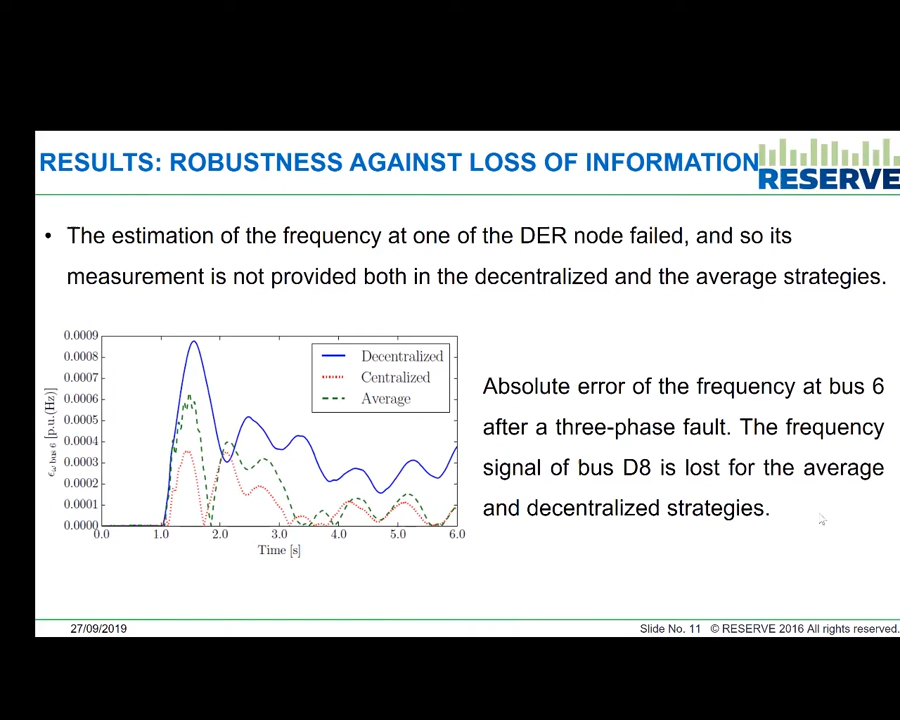 RESULTS: ROBUSTNESS AGAINST LOSS OF INFORMATION
RESERVE
• The estimation of the frequency at one of the DER node failed, and so its
measurement is not provided both in the decentralized and the average strategies.
0.0009
0.0008
0.0007
0.0006
0.0005
0.0004
0.0003
0.0002
0.0001
0.0000
ϵω bus 6 [p.u.(Hz)]
Decentralized
Centralized
Average
0.0 1.0 2.0 3.0 4.0 5.0 6.0
Time [s]
Absolute error of the frequency at bus 6
after a three-phase fault. The frequency
signal of bus D8 is lost for the average
and decentralized strategies.
27/09/2019
Slide No. 11 © RESERVE 2016 All rights reserved.